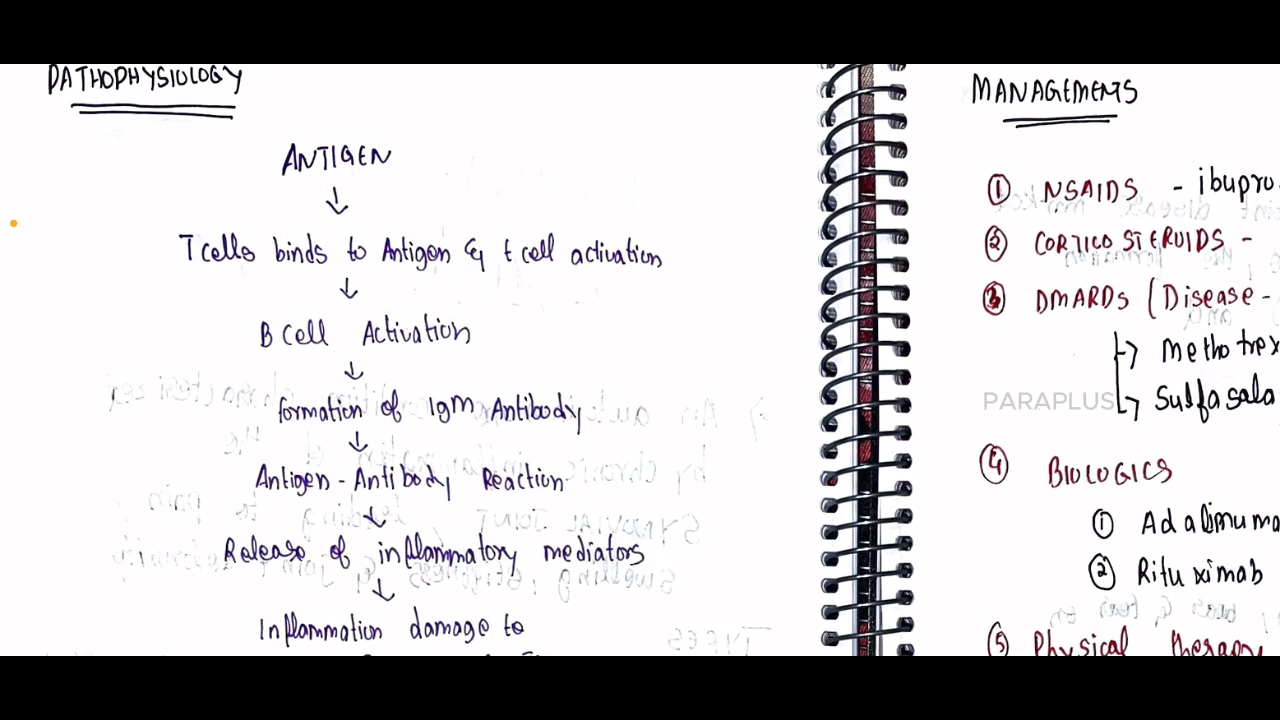 PATHOPHYSIOLOGY
ANTIGEN
T cells binds to Antigen & t cell activation
B cell Activation
formation of IgM Antibody
Antigen - Antibody Reaction
Release of inflammatory mediators
Inflammation damage to
MANAGEMENTS
① NSAIDS - ibupro
② CORTICO STEROIDS -
③ DMARDs (Disease-
Methotrex
PARAPLUS
Sulfasala
④ BIOLOGICS
① Adalimuma
② Rituximab
⑤ Physical therapy